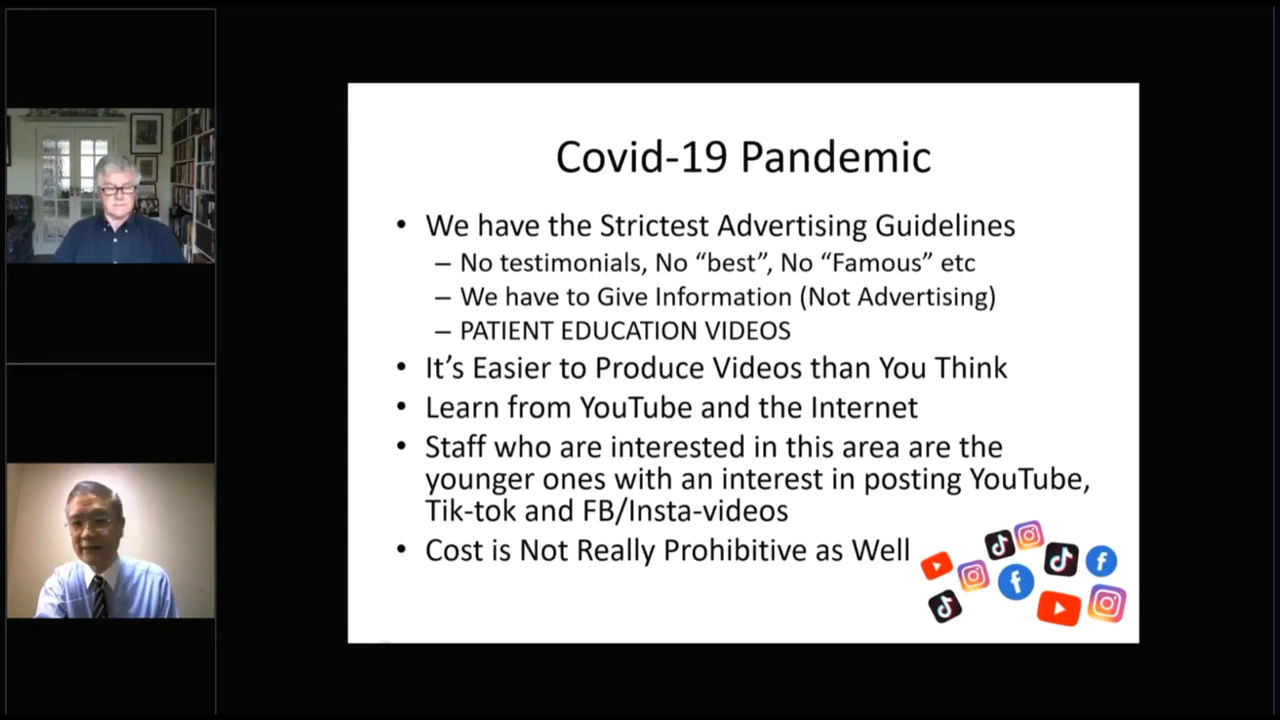 Covid-19 Pandemic
• We have the Strictest Advertising Guidelines
– No testimonials, No “best”, No “Famous” etc
– We have to Give Information (Not Advertising)
– PATIENT EDUCATION VIDEOS
• It’s Easier to Produce Videos than You Think
• Learn from YouTube and the Internet
• Staff who are interested in this area are the
younger ones with an interest in posting YouTube,
Tik-tok and FB/Insta-videos
• Cost is Not Really Prohibitive as Well